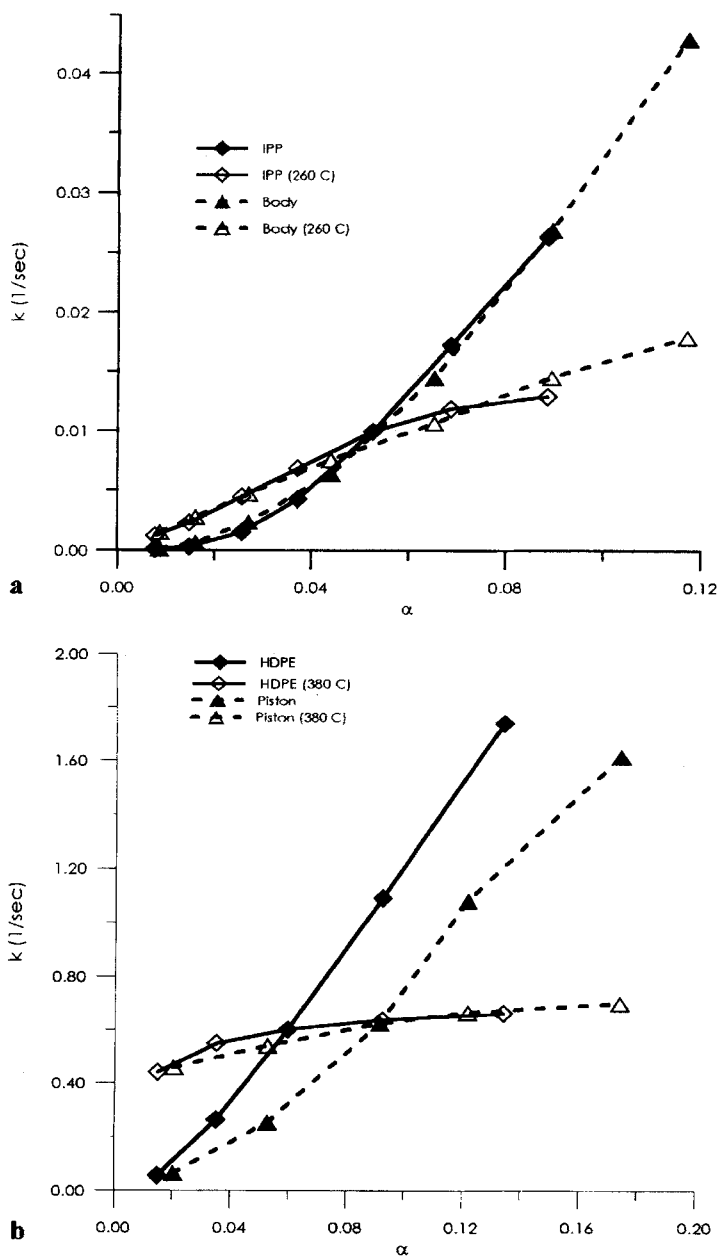 0.04
IPP
IPP (260 C)
Body
Body (260 C)
0.03
k (1/sec)
0.02
0.01
0.00
0.00
0.04
0.08
0.12
a
α
2.00
HDPE
HDPE (380 C)
Piston
Piston (380 C)
1.60
1.20
k (1/sec)
0.80
0.40
0.00
0.00
0.04
0.08
0.12
0.16
0.20
b
α